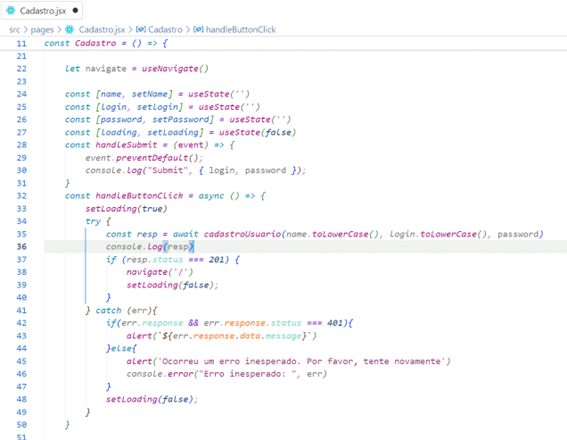 Cadastro.jsx ●
src > pages > Cadastro.jsx > Cadastro > handleButtonClick
11 const Cadastro = () => {
21
22 let navigate = useNavigate()
23
24 const [name, setName] = useState('')
25 const [login, setlogin] = useState('')
26 const [password, setPassword] = useState('')
27 const [loading, setLoading] = useState(false)
28 const handleSubmit = (event) => {
29 event.preventDefault();
30 console.log("Submit", { login, password });
31 }
32 const handleButtonClick = async () => {
33 setLoading(true)
34 try {
35 const resp = await cadastroUsuario(name.toLowerCase(), login.toLowerCase(), password)
36 console.log(resp)
37 if (resp.status === 201) {
38 navigate('/')
39 setLoading(false);
40 }
41 } catch (err){
42 if(err.response && err.response.status === 401){
43 alert(`${err.response.data.message}`)
44 }else{
45 alert('Ocorreu um erro inesperado. Por favor, tente novamente')
46 console.error("Erro inesperado: ", err)
47 }
48 setLoading(false);
49 }
50 }
51